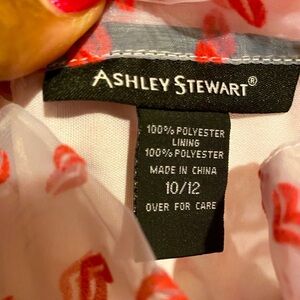 ASHLEY STEWART®
100% POLYESTER
LINING
100% POLYESTER
MADE IN CHINA
10/12
OVER FOR CARE